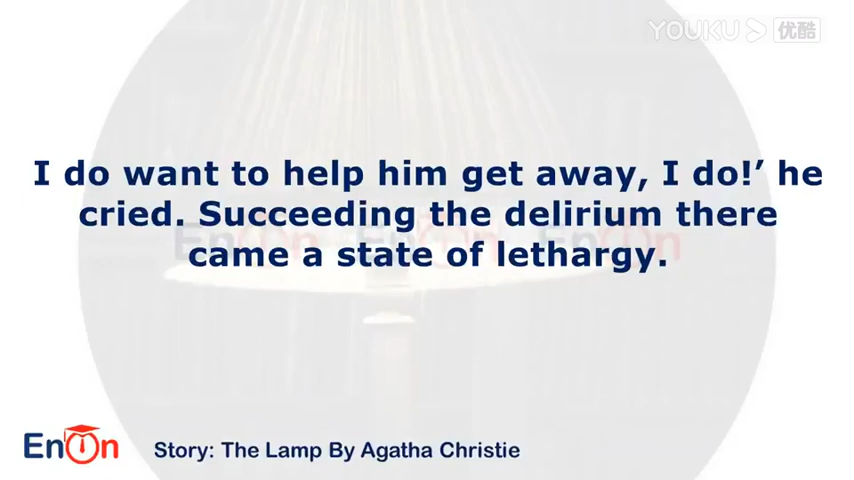 YOUKU 优酷
I do want to help him get away, I do!’ he
cried. Succeeding the delirium there
came a state of lethargy.
EnOn
Story: The Lamp By Agatha Christie